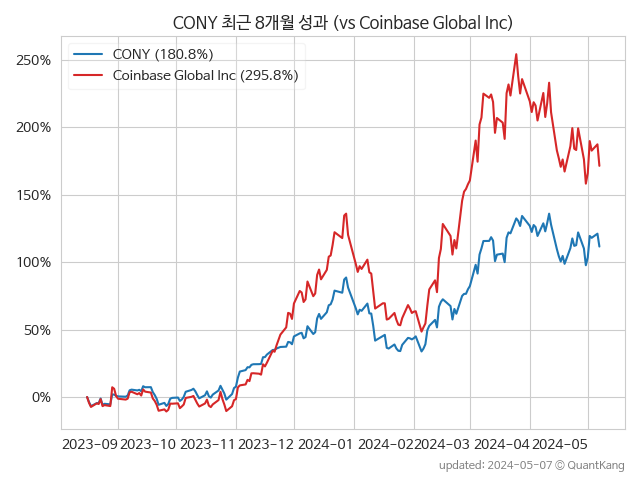 CONY 최근 8개월 성과 (vs Coinbase Global Inc)
CONY (180.8%)
Coinbase Global Inc (295.8%)
250%
200%
150%
100%
50%
0%
2023-09 2023-10 2023-11 2023-12 2024-01 2024-02 2024-03 2024-04 2024-05
updated: 2024-05-07 © QuantKang